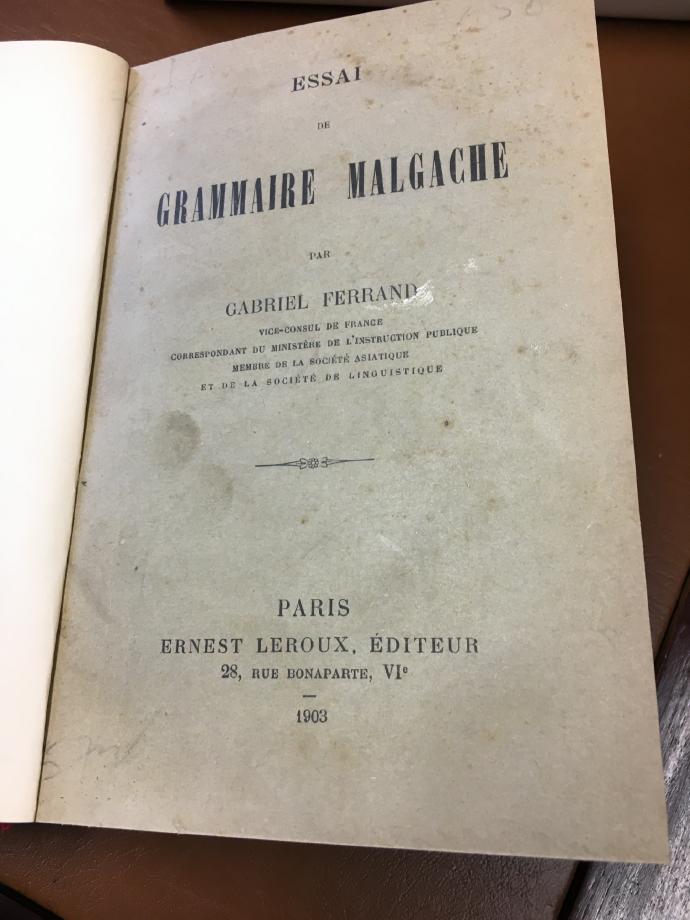 ESSAI
DE
GRAMMAIRE MALGACHE
PAR
GABRIEL FERRAND
VICE-CONSUL DE FRANCE
CORRESPONDANT DU MINISTÈRE DE L'INSTRUCTION PUBLIQUE
MEMBRE DE LA SOCIÉTÉ ASIATIQUE
ET DE LA SOCIÉTÉ DE LINGUISTIQUE
PARIS
ERNEST LEROUX, ÉDITEUR
28, RUE BONAPARTE, VIe
1903